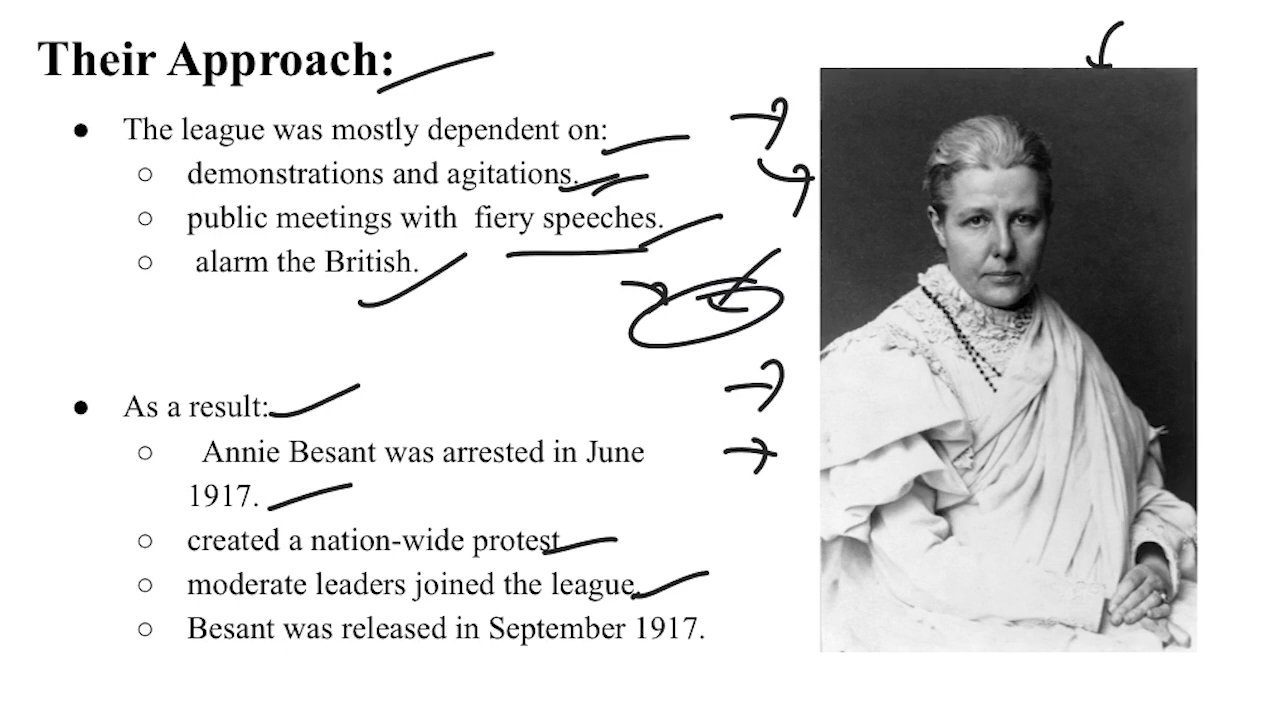 Their Approach:
● The league was mostly dependent on:
○ demonstrations and agitations.
○ public meetings with fiery speeches.
○ alarm the British.
● As a result:
○ Annie Besant was arrested in June
1917.
○ created a nation-wide protest
○ moderate leaders joined the league.
○ Besant was released in September 1917.